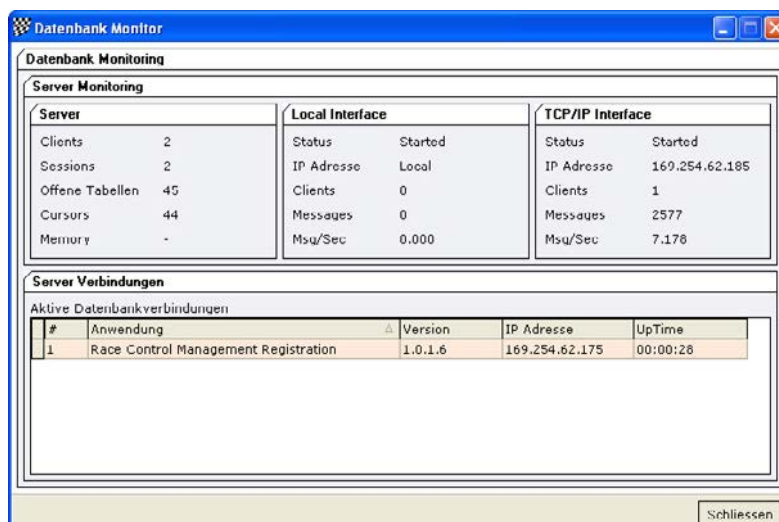 Datenbank Monitor
Datenbank Monitoring
Server Monitoring
Server
Clients 2
Sessions 2
Offene Tabellen 45
Cursors 44
Memory -
Local Interface
Status Started
IP Adresse Local
Clients 0
Messages 0
Msg/Sec 0.000
TCP/IP Interface
Status Started
IP Adresse 169.254.62.185
Clients 1
Messages 2577
Msg/Sec 7.178
Server Verbindungen
Aktive Datenbankverbindungen
# Anwendung Version IP Adresse UpTime
1 Race Control Management Registration 1.0.1.6 169.254.62.175 00:00:28
Schliessen